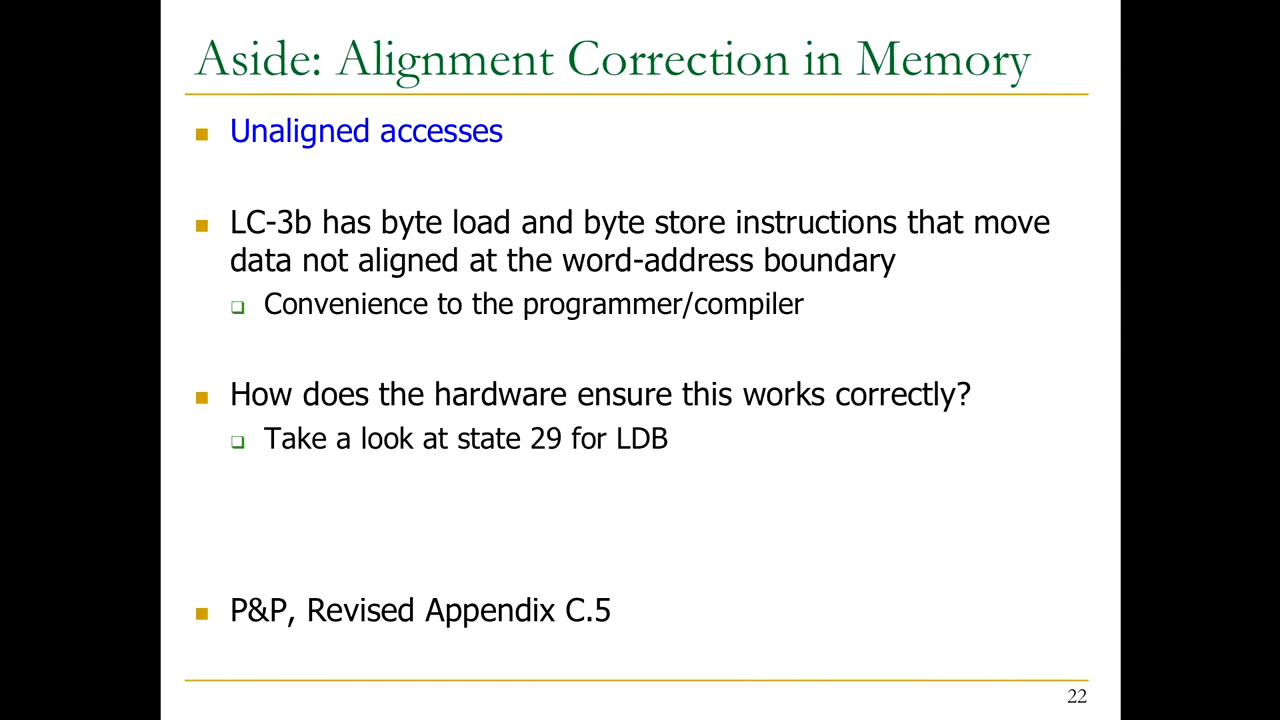 Aside: Alignment Correction in Memory
Unaligned accesses
LC-3b has byte load and byte store instructions that move
data not aligned at the word-address boundary
Convenience to the programmer/compiler
How does the hardware ensure this works correctly?
Take a look at state 29 for LDB
P&P, Revised Appendix C.5
22